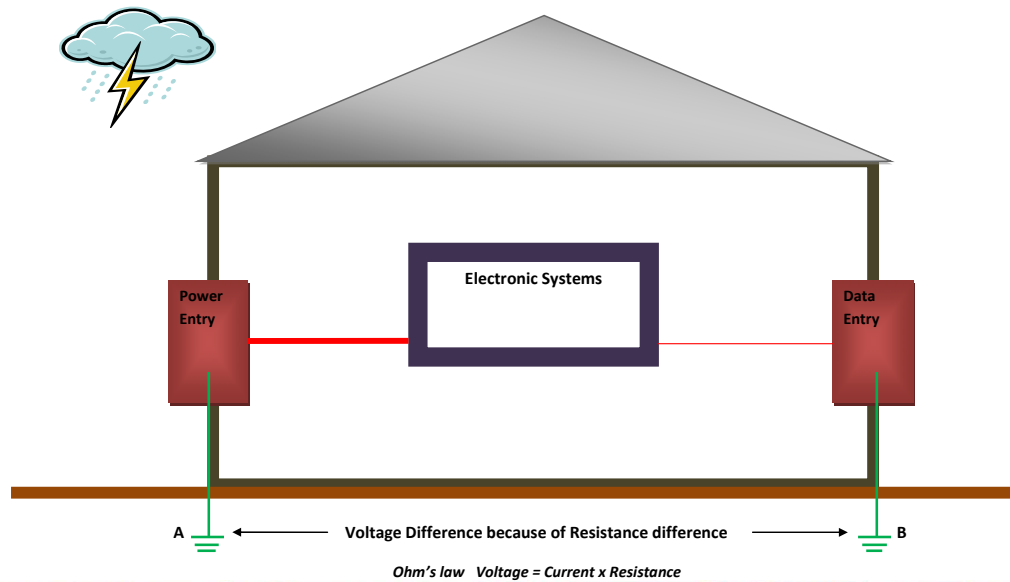 Electronic Systems
Power
Entry
Data
Entry
A
Voltage Difference because of Resistance difference
B
Ohm's law Voltage = Current x Resistance